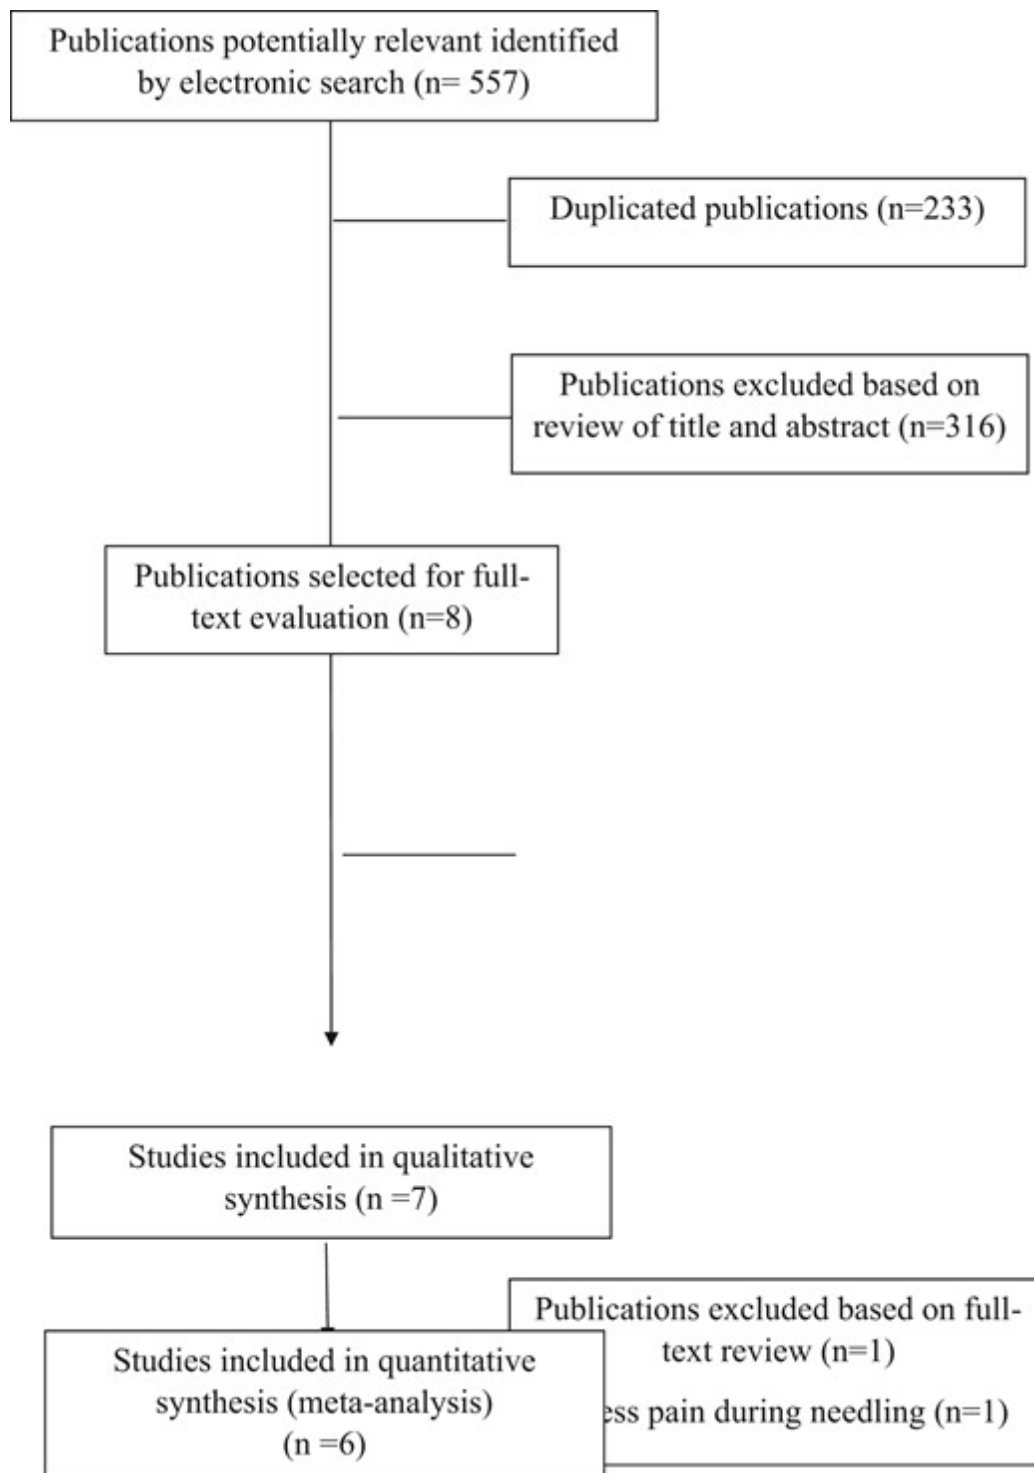 Publications potentially relevant identified
by electronic search (n= 557)
Duplicated publications (n=233)
Publications excluded based on
review of title and abstract (n=316)
Publications selected for full-
text evaluation (n=8)
Studies included in qualitative
synthesis (n =7)
Publications excluded based on full-
text review (n=1)
pain during needling (n=1)
Studies included in quantitative
synthesis (meta-analysis)
(n =6)